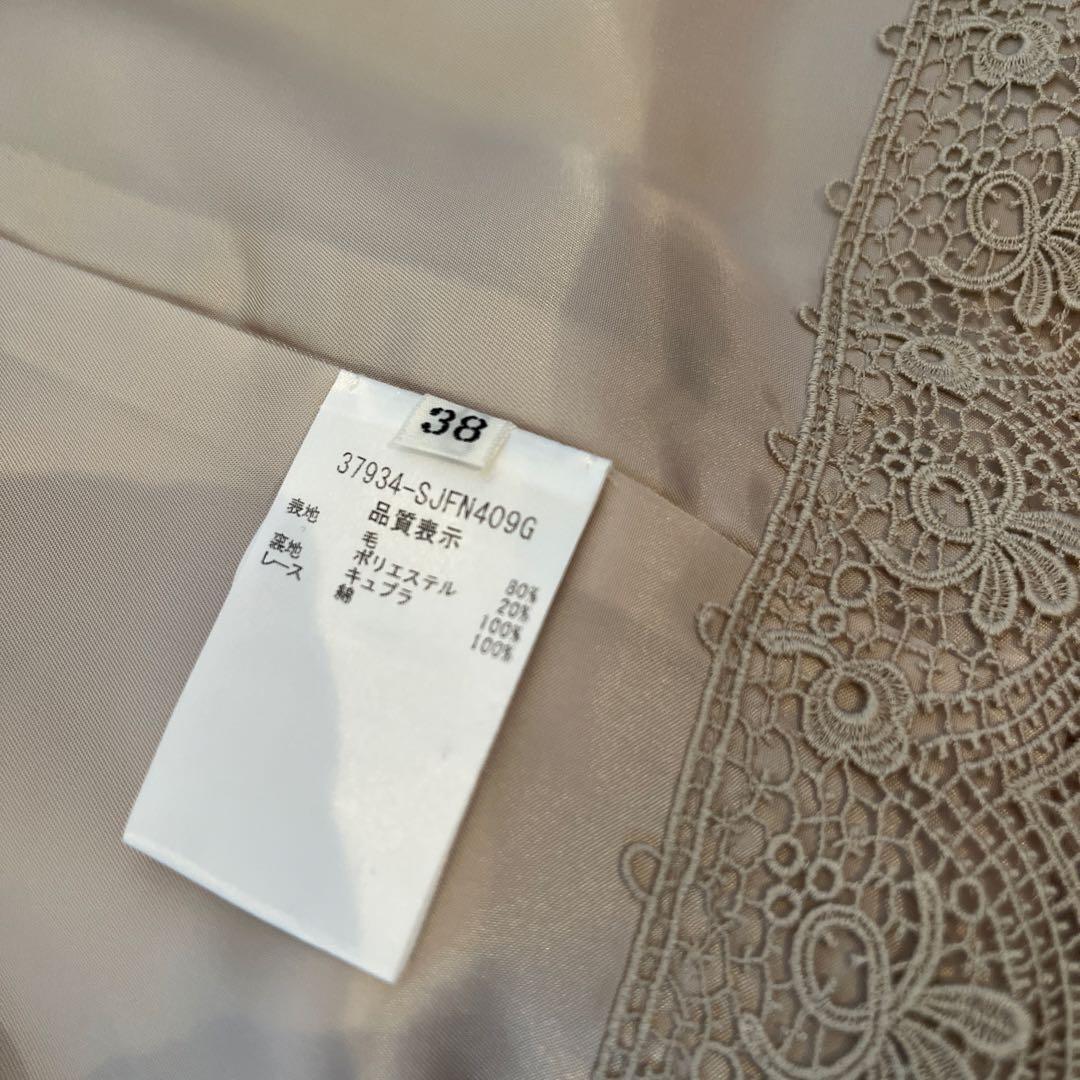 38
37934-SJFN409G
品質表示
表地 毛 80%
ポリエステル 20%
裏地 キュプラ 100%
レース 綿 100%